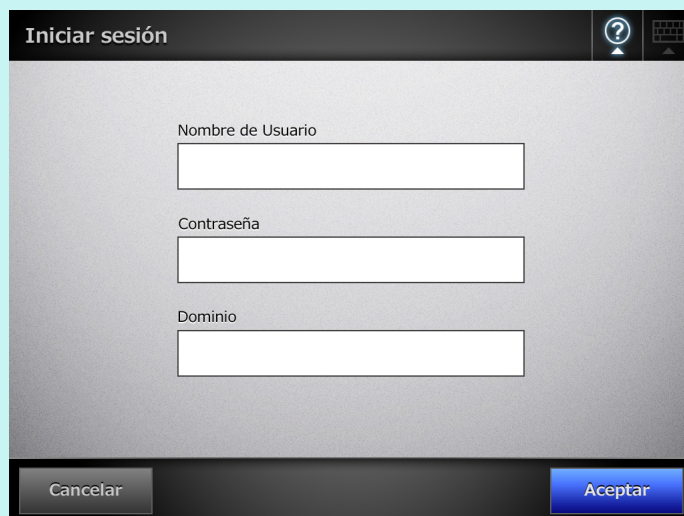 Iniciar sesión
?
Nombre de Usuario
Contraseña
Dominio
Cancelar
Aceptar